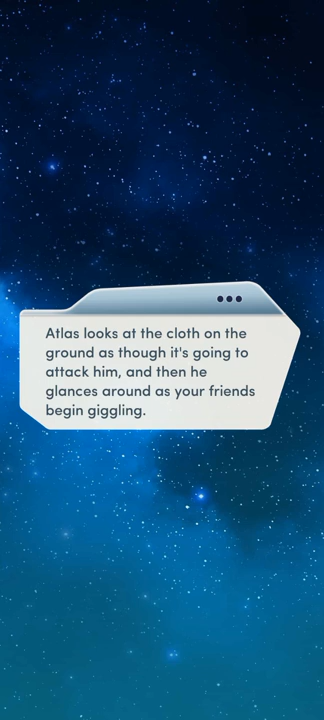 Atlas looks at the cloth on the
ground as though it's going to
attack him, and then he
glances around as your friends
begin giggling.